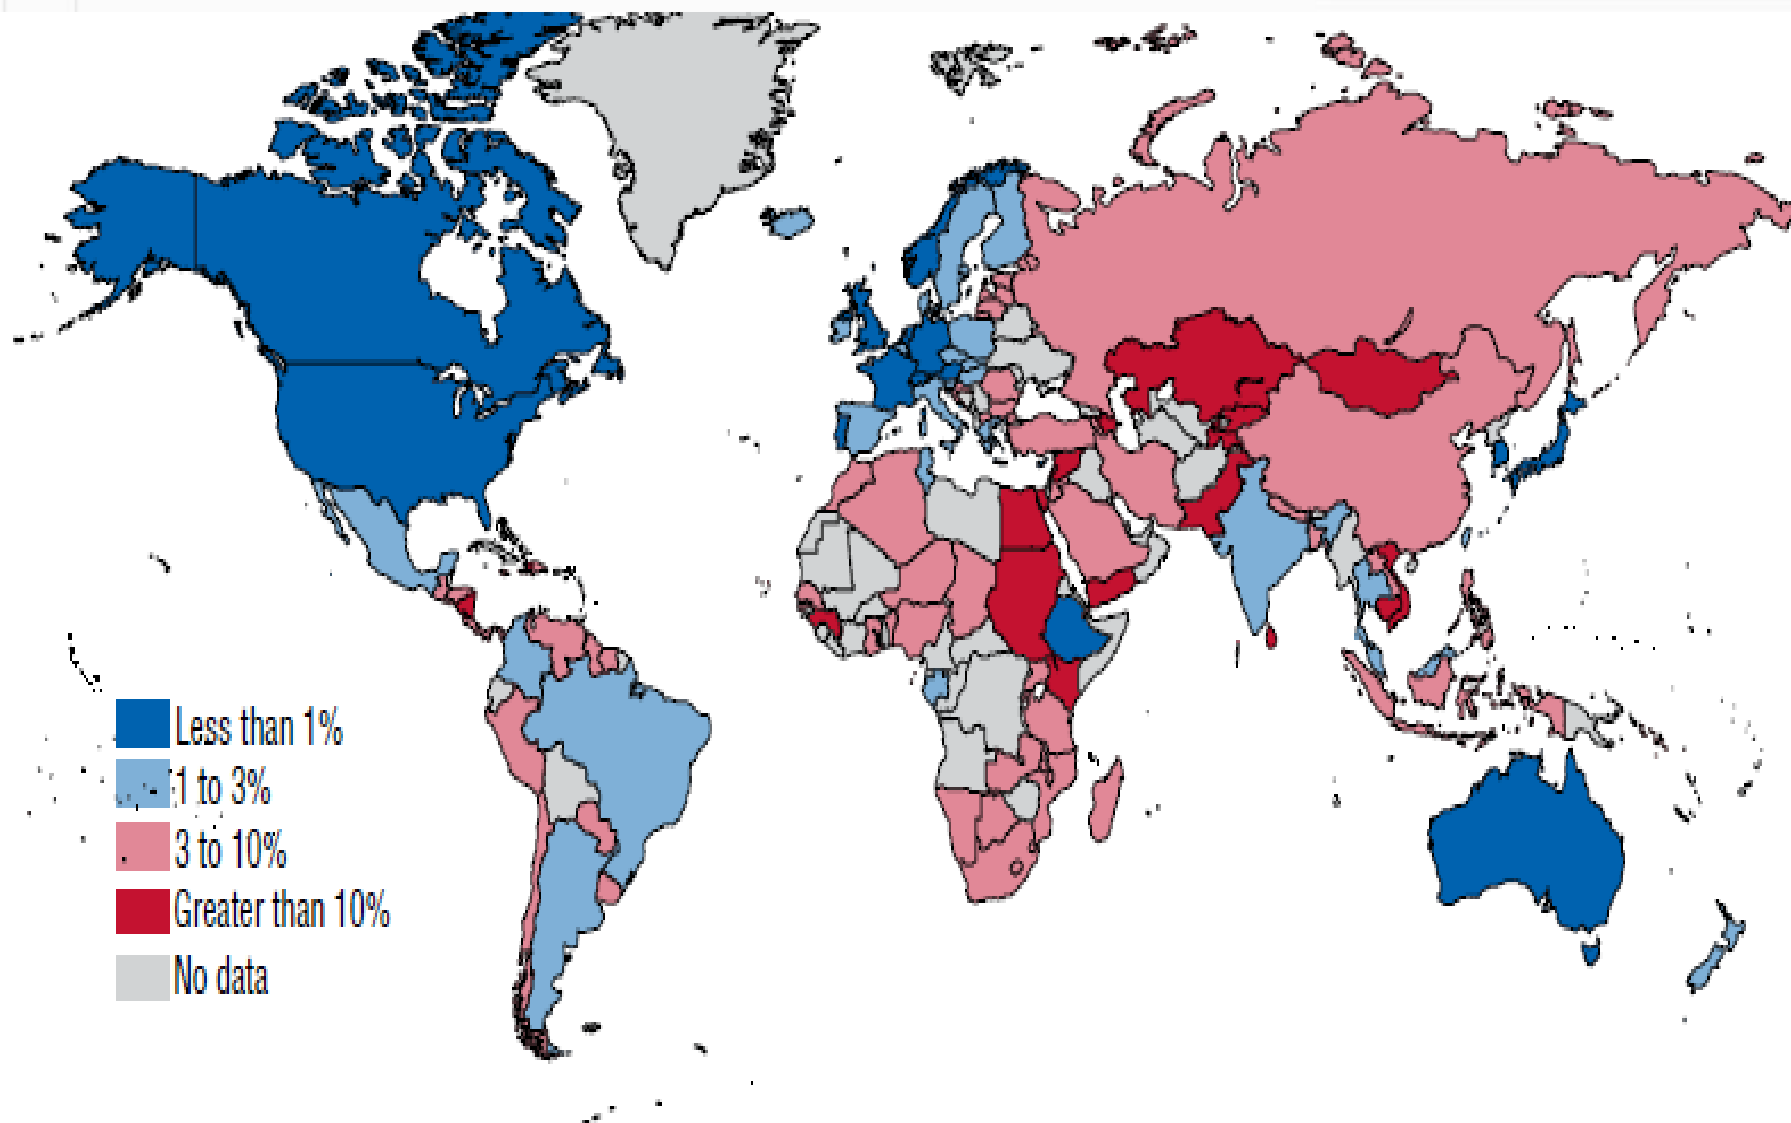 Less than 1%
1 to 3%
3 to 10%
Greater than 10%
No data